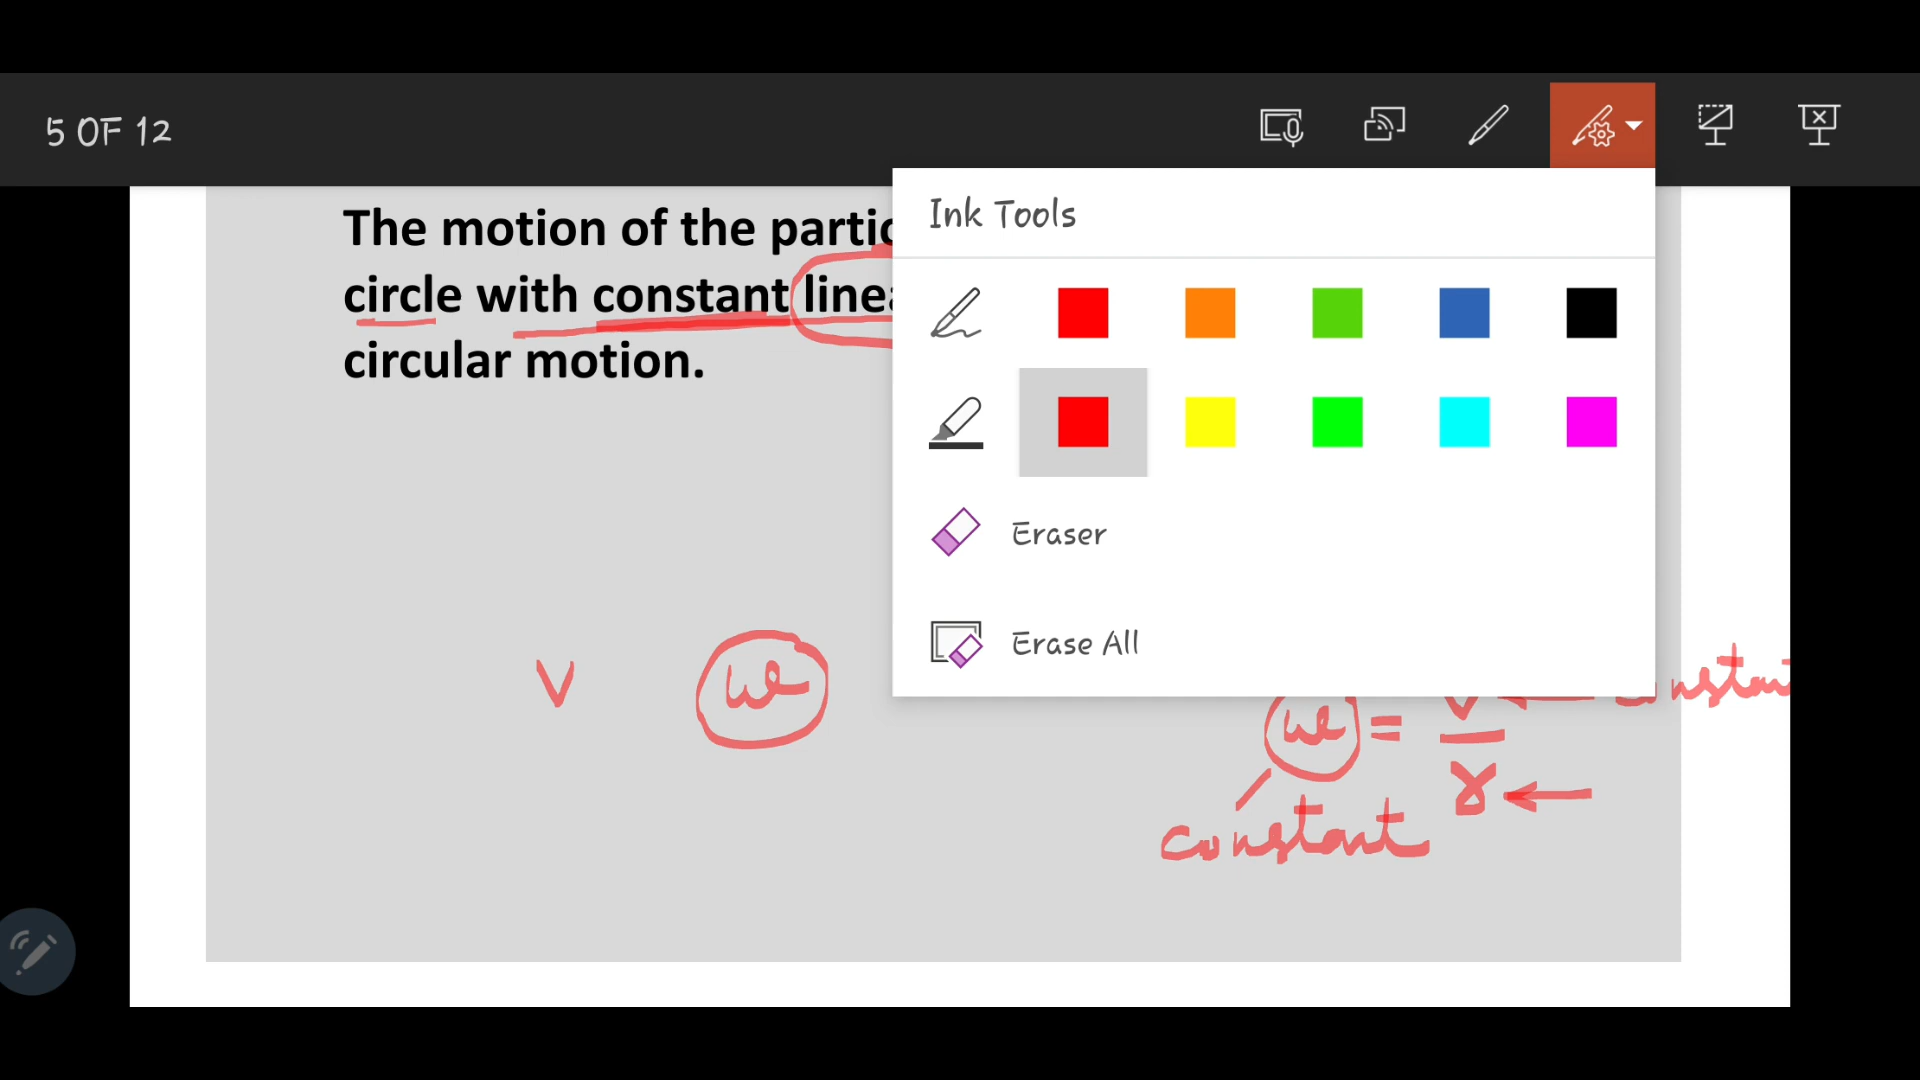 5 OF 12
Ink Tools
The motion of the partic
circle with constant linea
circular motion.
Eraser
Erase All
V
ω = V
r
constant